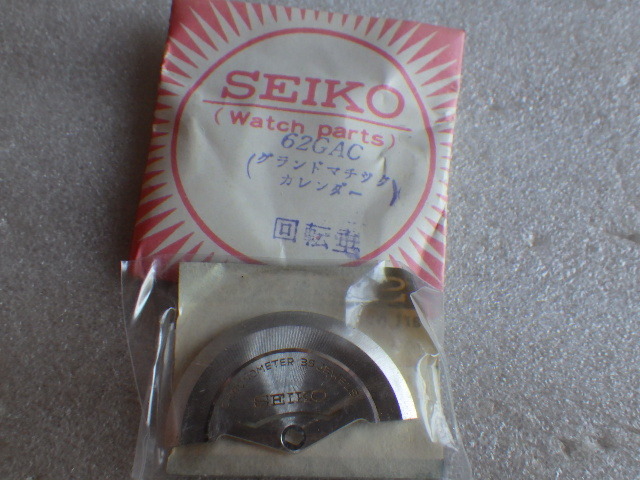 SEIKO
(Watch parts)
62GAC
(グランドマチック
カレンダー)
回転垂
SEIKO